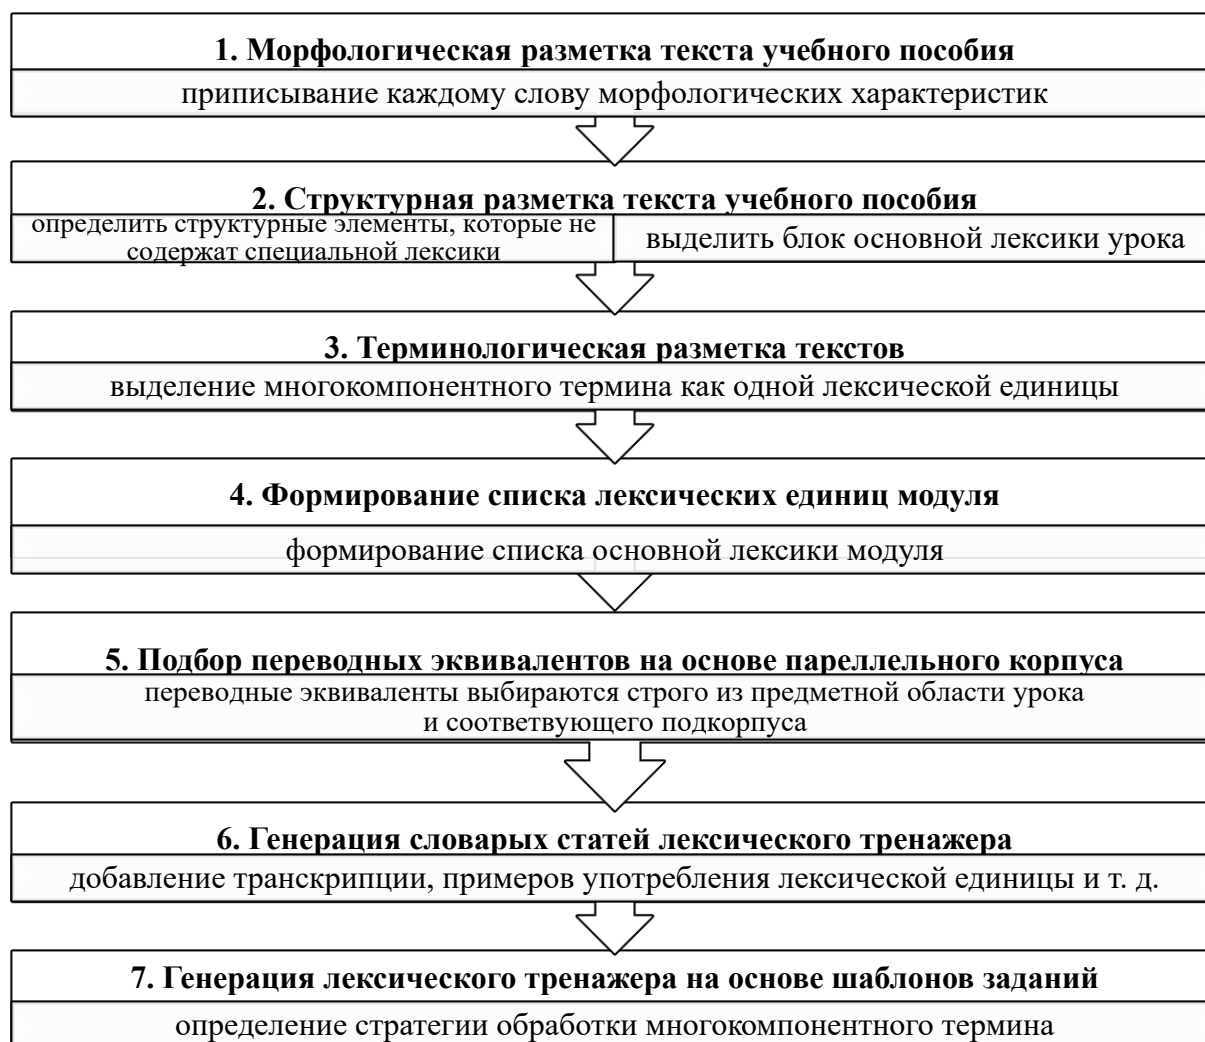 1. Морфологическая разметка текста учебного пособия
приписывание каждому слову морфологических характеристик
2. Структурная разметка текста учебного пособия
определить структурные элементы, которые не
содержат специальной лексики
выделить блок основной лексики урока
3. Терминологическая разметка текстов
выделение многокомпонентного термина как одной лексической единицы
4. Формирование списка лексических единиц модуля
формирование списка основной лексики модуля
5. Подбор переводных эквивалентов на основе пареллельного корпуса
переводные эквиваленты выбираются строго из предметной области урока
и соответвующего подкорпуса
6. Генерация словарых статей лексического тренажера
добавление транскрипции, примеров употребления лексической единицы и т. д.
7. Генерация лексического тренажера на основе шаблонов заданий
определение стратегии обработки многокомпонентного термина